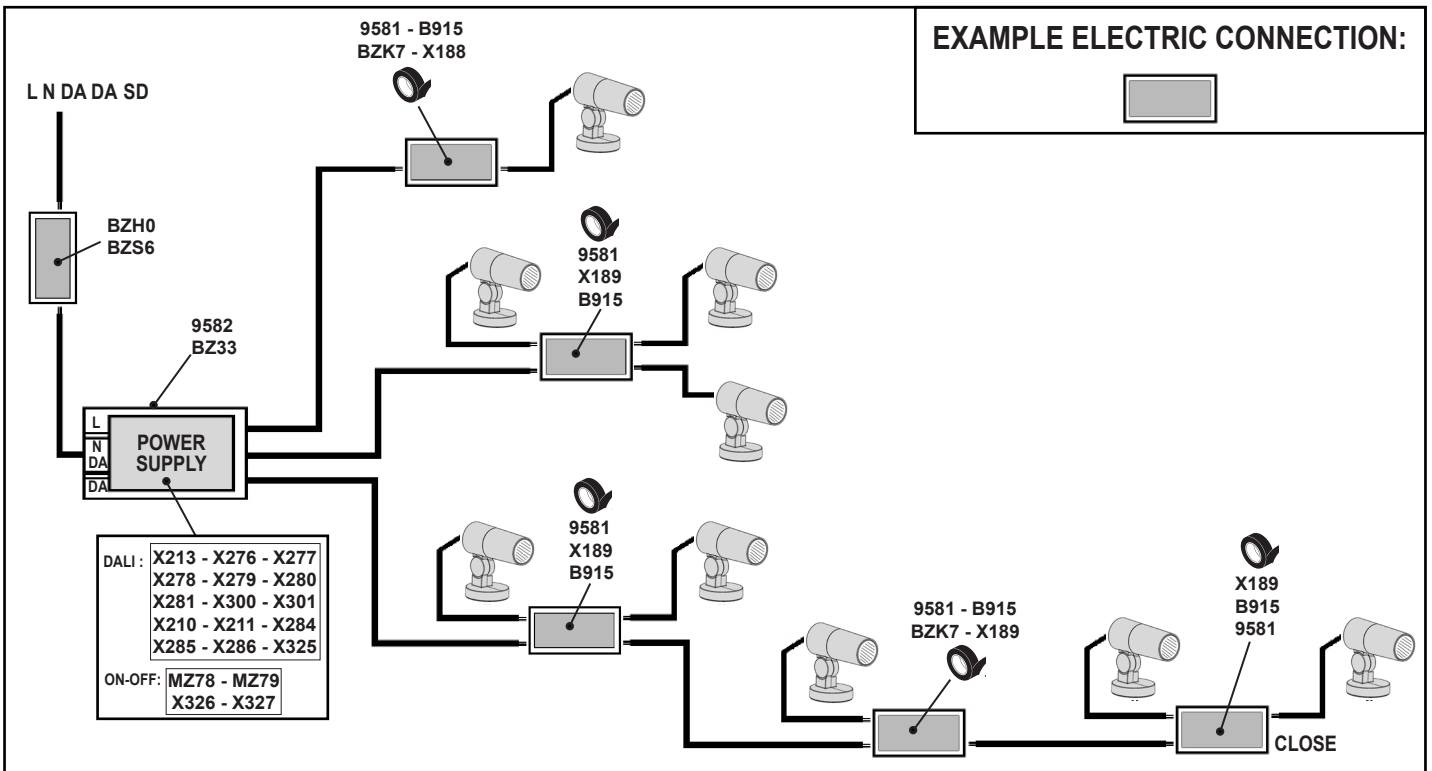 EXAMPLE ELECTRIC CONNECTION:
9581 - B915
BZK7 - X188
L N DA DA SD
BZH0
BZS6
9581
X189
B915
9582
BZ33
L
N
DA
DA
POWER
SUPPLY
9581
X189
B915
DALI :
X213 - X276 - X277
X278 - X279 - X280
X281 - X300 - X301
X210 - X211 - X284
X285 - X286 - X325
ON-OFF: MZ78 - MZ79
X326 - X327
9581 - B915
BZK7 - X189
X189
B915
9581
CLOSE